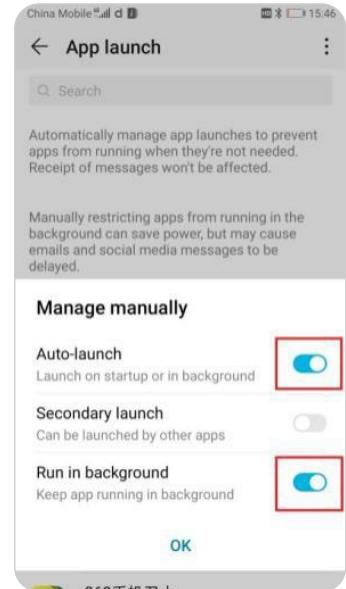 China Mobile
15:46
App launch
Search
Automatically manage app launches to prevent
apps from running when they're not needed.
Receipt of messages won't be affected.
Manually restricting apps from running in the
background can save power, but may cause
emails and social media messages to be
delayed.
Manage manually
Auto-launch
Launch on startup or in background
Secondary launch
Can be launched by other apps
Run in background
Keep app running in background
OK